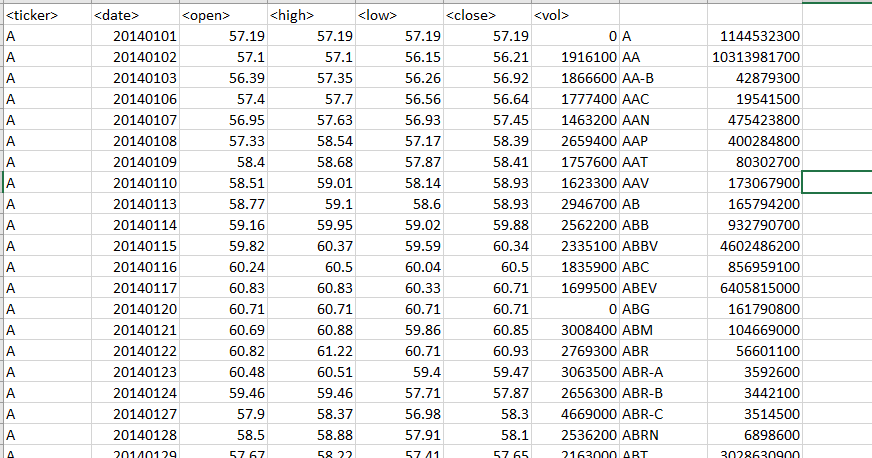 <ticker> <date> <open> <high> <low> <close> <vol>
A 20140101 57.19 57.19 57.19 57.19 0 A 1144532300
A 20140102 57.1 57.1 56.15 56.21 1916100 AA 10313981700
A 20140103 56.39 57.35 56.26 56.92 1866600 AA-B 42879300
A 20140106 57.4 57.7 56.56 56.64 1777400 AAC 19541500
A 20140107 56.95 57.63 56.93 57.45 1463200 AAN 475423800
A 20140108 57.33 58.54 57.17 58.39 2659400 AAP 400284800
A 20140109 58.4 58.68 57.87 58.41 1757600 AAT 80302700
A 20140110 58.51 59.01 58.14 58.93 1623300 AAV 173067900
A 20140113 58.77 59.1 58.6 58.93 2946700 AB 165794200
A 20140114 59.16 59.95 59.02 59.88 2562200 ABB 932790700
A 20140115 59.82 60.37 59.59 60.34 2335100 ABBV 4602486200
A 20140116 60.24 60.5 60.04 60.5 1835900 ABC 856959100
A 20140117 60.83 60.83 60.33 60.71 1699500 ABEV 6405815000
A 20140120 60.71 60.71 60.71 60.71 0 ABG 161790800
A 20140121 60.69 60.88 59.86 60.85 3008400 ABM 104669000
A 20140122 60.82 61.22 60.71 60.93 2769300 ABR 56601100
A 20140123 60.48 60.51 59.4 59.47 3063500 ABR-A 3592600
A 20140124 59.46 59.46 57.71 57.87 2656300 ABR-B 3442100
A 20140127 57.9 58.37 56.98 58.3 4669000 ABR-C 3514500
A 20140128 58.5 58.88 57.91 58.1 2536200 ABRN 6898600
A 20140129 57.67 58.22 57.41 57.65 2163000 ABT 3028630900